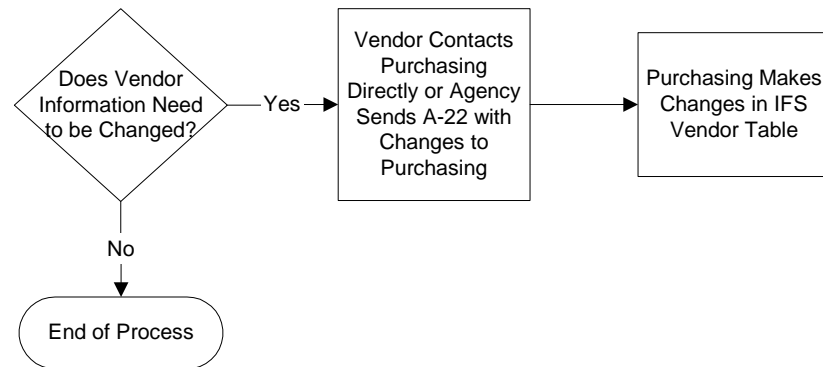 Does Vendor
Information Need
to be Changed?
Yes
Vendor Contacts
Purchasing
Directly or Agency
Sends A-22 with
Changes to
Purchasing
Purchasing Makes
Changes in IFS
Vendor Table
No
End of Process